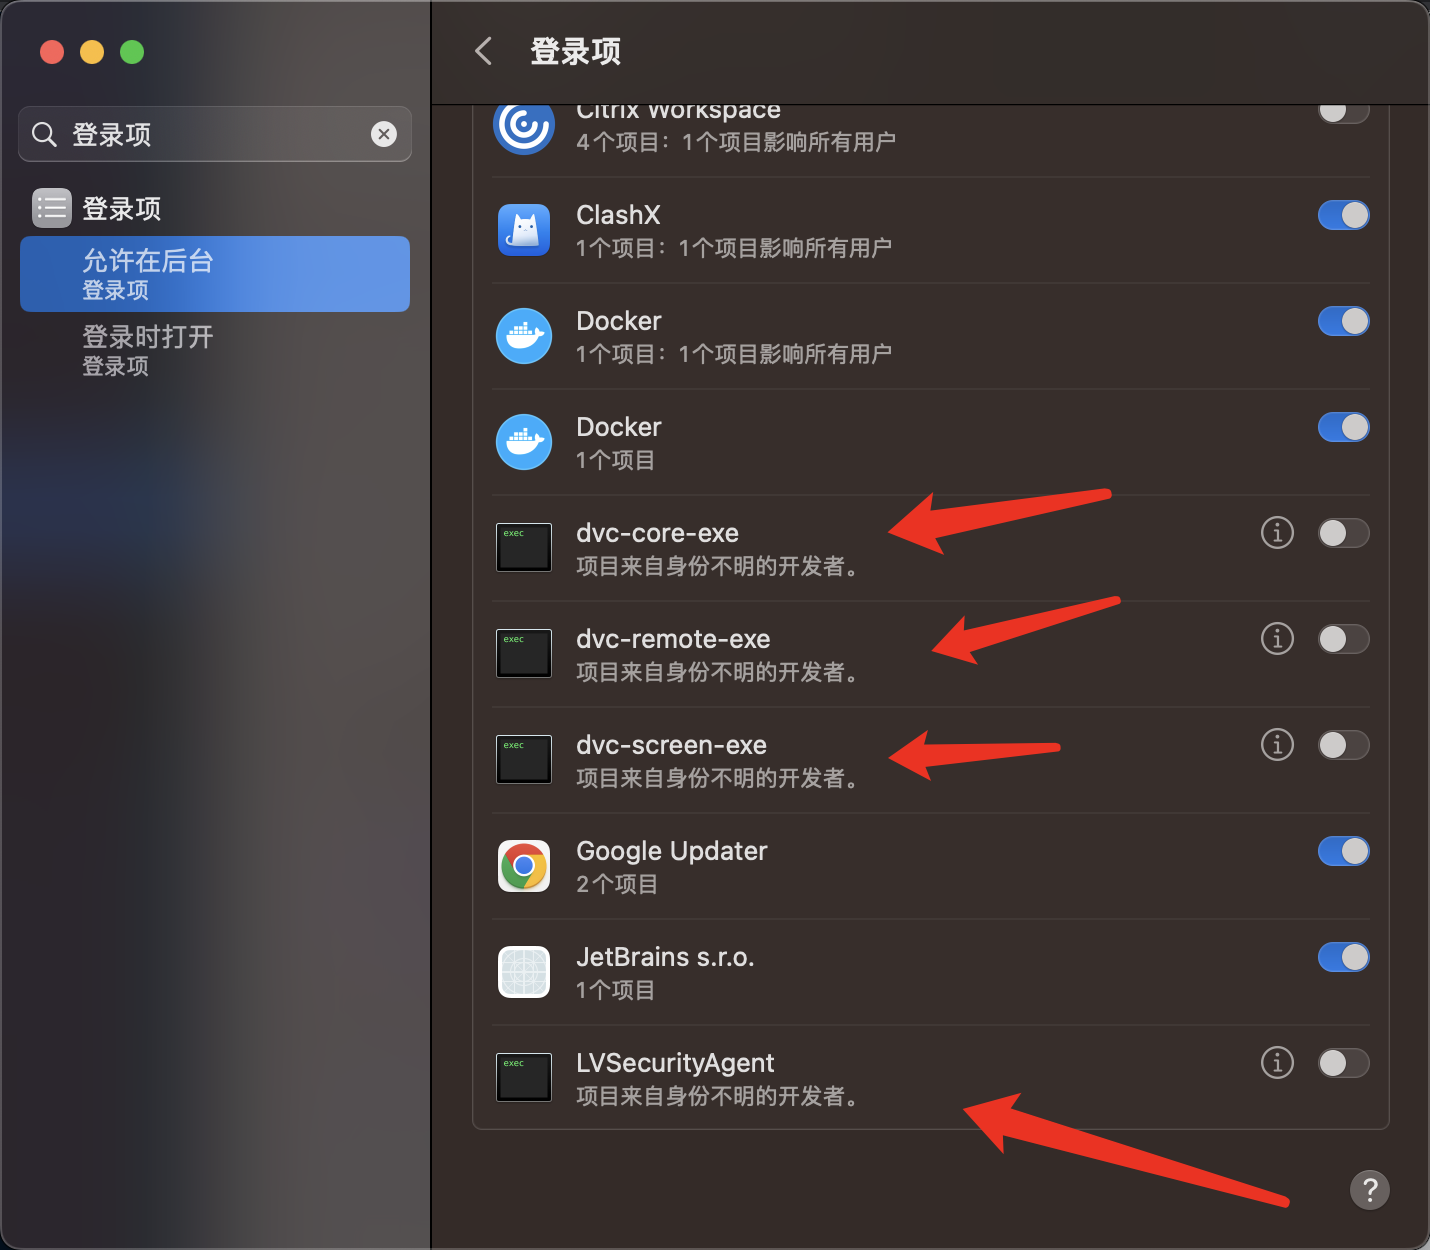 登录项
登录项
允许在后台
登录项
登录时打开
登录项
登录项
Citrix Workspace
4个项目：1个项目影响所有用户
ClashX
1个项目：1个项目影响所有用户
Docker
1个项目：1个项目影响所有用户
Docker
1个项目
exec
dvc-core-exe
项目来自身份不明的开发者。
exec
dvc-remote-exe
项目来自身份不明的开发者。
exec
dvc-screen-exe
项目来自身份不明的开发者。
Google Updater
2个项目
JetBrains s.r.o.
1个项目
exec
LVSecurityAgent
项目来自身份不明的开发者。
?